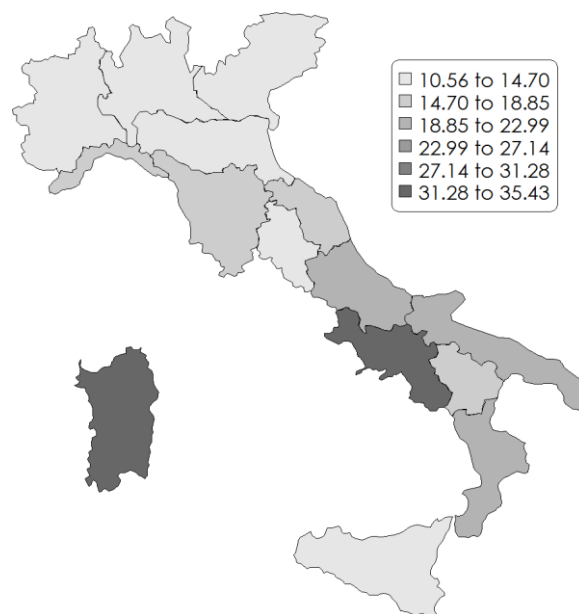 10.56 to 14.70
14.70 to 18.85
18.85 to 22.99
22.99 to 27.14
27.14 to 31.28
31.28 to 35.43